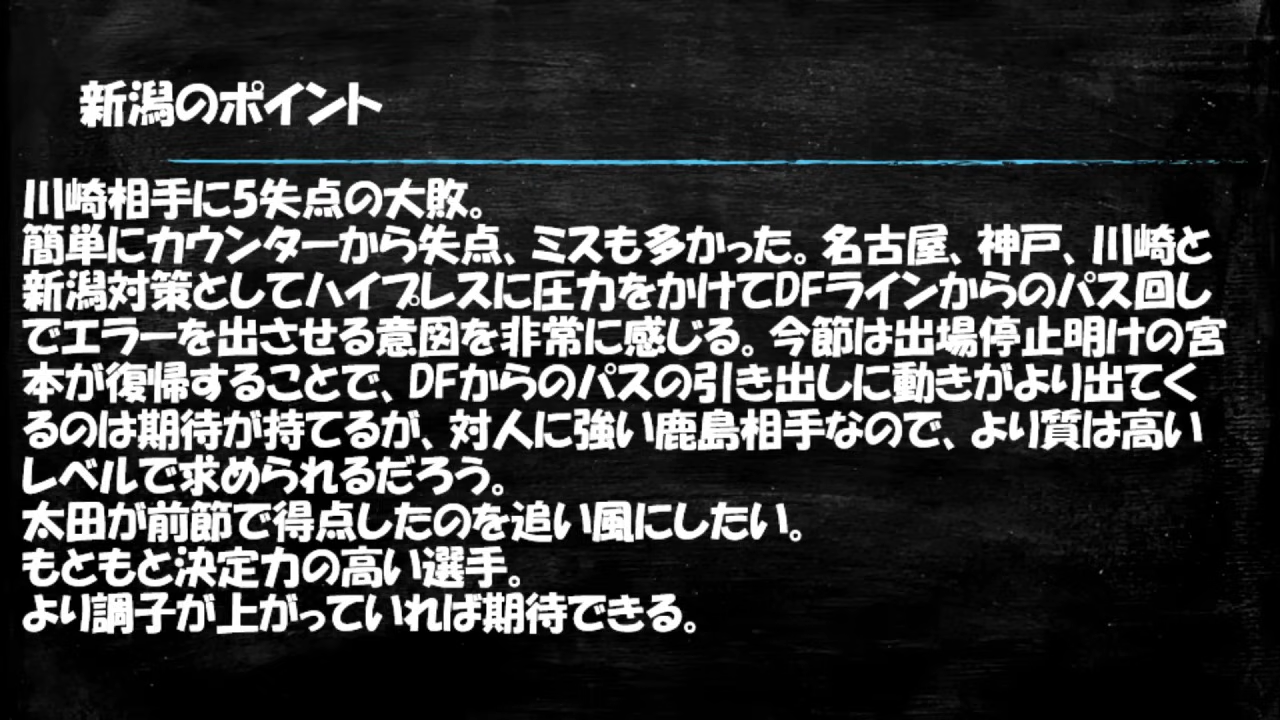 新潟のポイント
川崎相手に5失点の大敗。
簡単にカウンターから失点、ミスも多かった。名古屋、神戸、川崎と
新潟対策としてハイプレスに圧力をかけてDFラインからのパス回し
でエラーを出させる意図を非常に感じる。今節は出場停止明けの宮
本が復帰することで、DFからのパスの引き出しに動きがより出てく
るのは期待が持てるが、対人に強い鹿島相手なので、より質は高い
レベルで求められるだろう。
太田が前節で得点したのを追い風にしたい。
もともと決定力の高い選手。
より調子が上がっていれば期待できる。